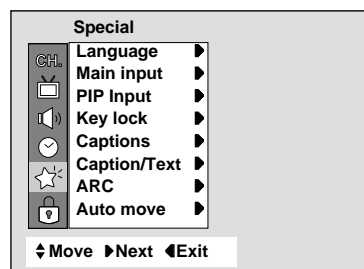 Special
CH.
Language
Main input
PIP Input
Key lock
Captions
Caption/Text
ARC
Auto move
Move Next Exit